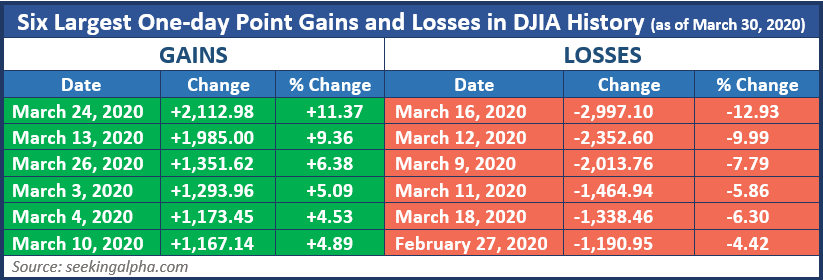 Six Largest One-day Point Gains and Losses in DJIA History (as of March 30, 2020)
GAINS LOSSES
Date Change % Change Date Change % Change
March 24, 2020 +2,112.98 +11.37 March 16, 2020 -2,997.10 -12.93
March 13, 2020 +1,985.00 +9.36 March 12, 2020 -2,352.60 -9.99
March 26, 2020 +1,351.62 +6.38 March 9, 2020 -2,013.76 -7.79
March 3, 2020 +1,293.96 +5.09 March 11, 2020 -1,464.94 -5.86
March 4, 2020 +1,173.45 +4.53 March 18, 2020 -1,338.46 -6.30
March 10, 2020 +1,167.14 +4.89 February 27, 2020 -1,190.95 -4.42
Source: seekingalpha.com